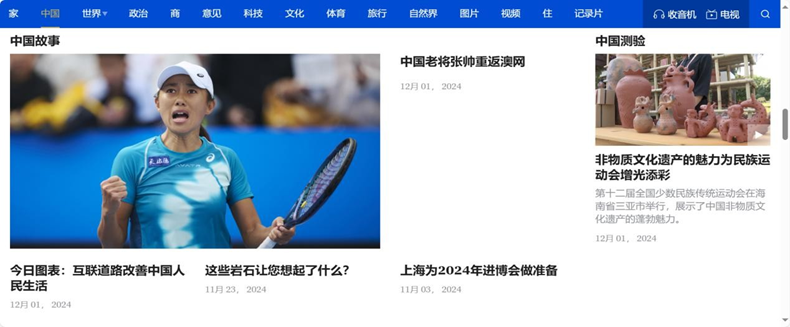 家 中国 世界 政治 商 意见 科技 文化 体育 旅行 自然界 图片 视频 住 记录片 收音机 电视
中国故事
中国老将张帅重返澳网
12月 01， 2024
今日图表：互联道路改善中国人
民生活
12月 01， 2024
这些岩石让您想起了什么？
11月 23， 2024
上海为2024年进博会做准备
11月 03， 2024
中国测验
非物质文化遗产的魅力为民族运
动会增光添彩
第十二届全国少数民族传统运动会在海
南省三亚市举行，展示了中国非物质文
化遗产的蓬勃魅力。
12月 01， 2024